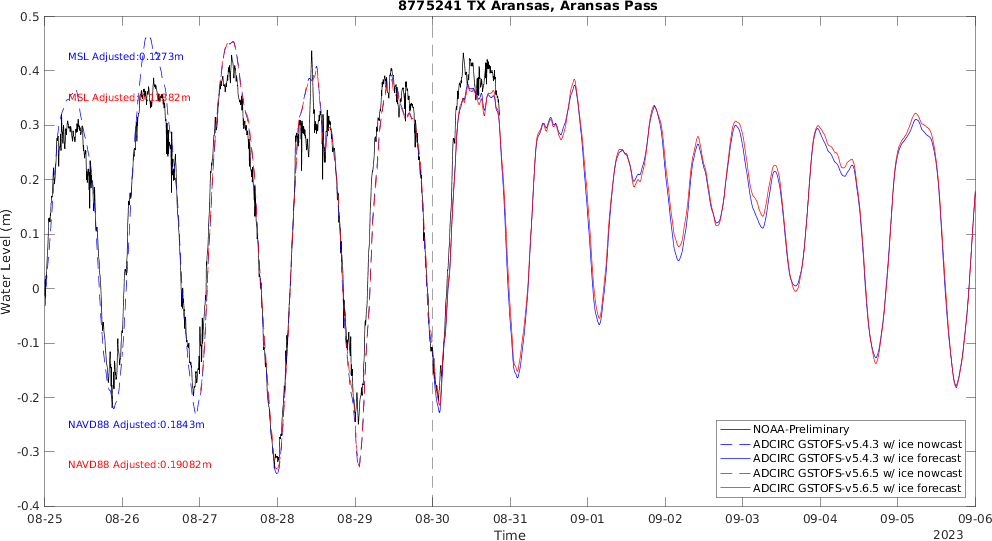 8775241 TX Aransas, Aransas Pass
0.5
0.4
0.3
0.2
0.1
0
-0.1
-0.2
-0.3
-0.4
Water Level (m)
MSL Adjusted:0.1273m
NAVD88 Adjusted:0.1843m
NAVD88 Adjusted:0.19082m
NOAA-Preliminary
ADCIRC GSTOFS-v5.4.3 w/ ice nowcast
ADCIRC GSTOFS-v5.4.3 w/ ice forecast
ADCIRC GSTOFS-v5.6.5 w/ ice nowcast
ADCIRC GSTOFS-v5.6.5 w/ ice forecast
08-25 08-26 08-27 08-28 08-29 08-30 08-31 09-01 09-02 09-03 09-04 09-05 09-06
Time
2023